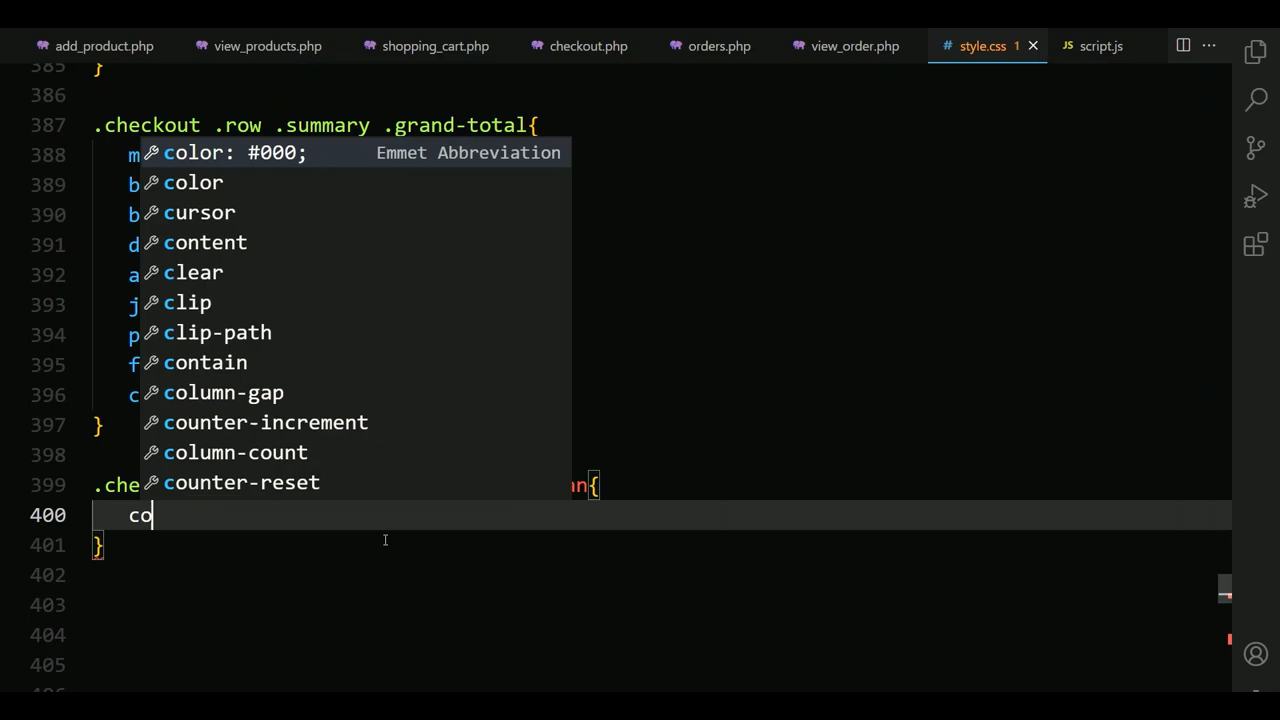 add_product.php view_products.php shopping_cart.php checkout.php orders.php view_order.php # style.css 1 JS script.js
385 }
386
387 .checkout .row .summary .grand-total{
388 m color: #000; Emmet Abbreviation
389 b color
390 b cursor
391 d content
392 a clear
393 j clip
394 p clip-path
395 f contain
396 c column-gap
397 } counter-increment
398 column-count
399 .che counter-reset an{
400 co
401 }
402
403
404
405